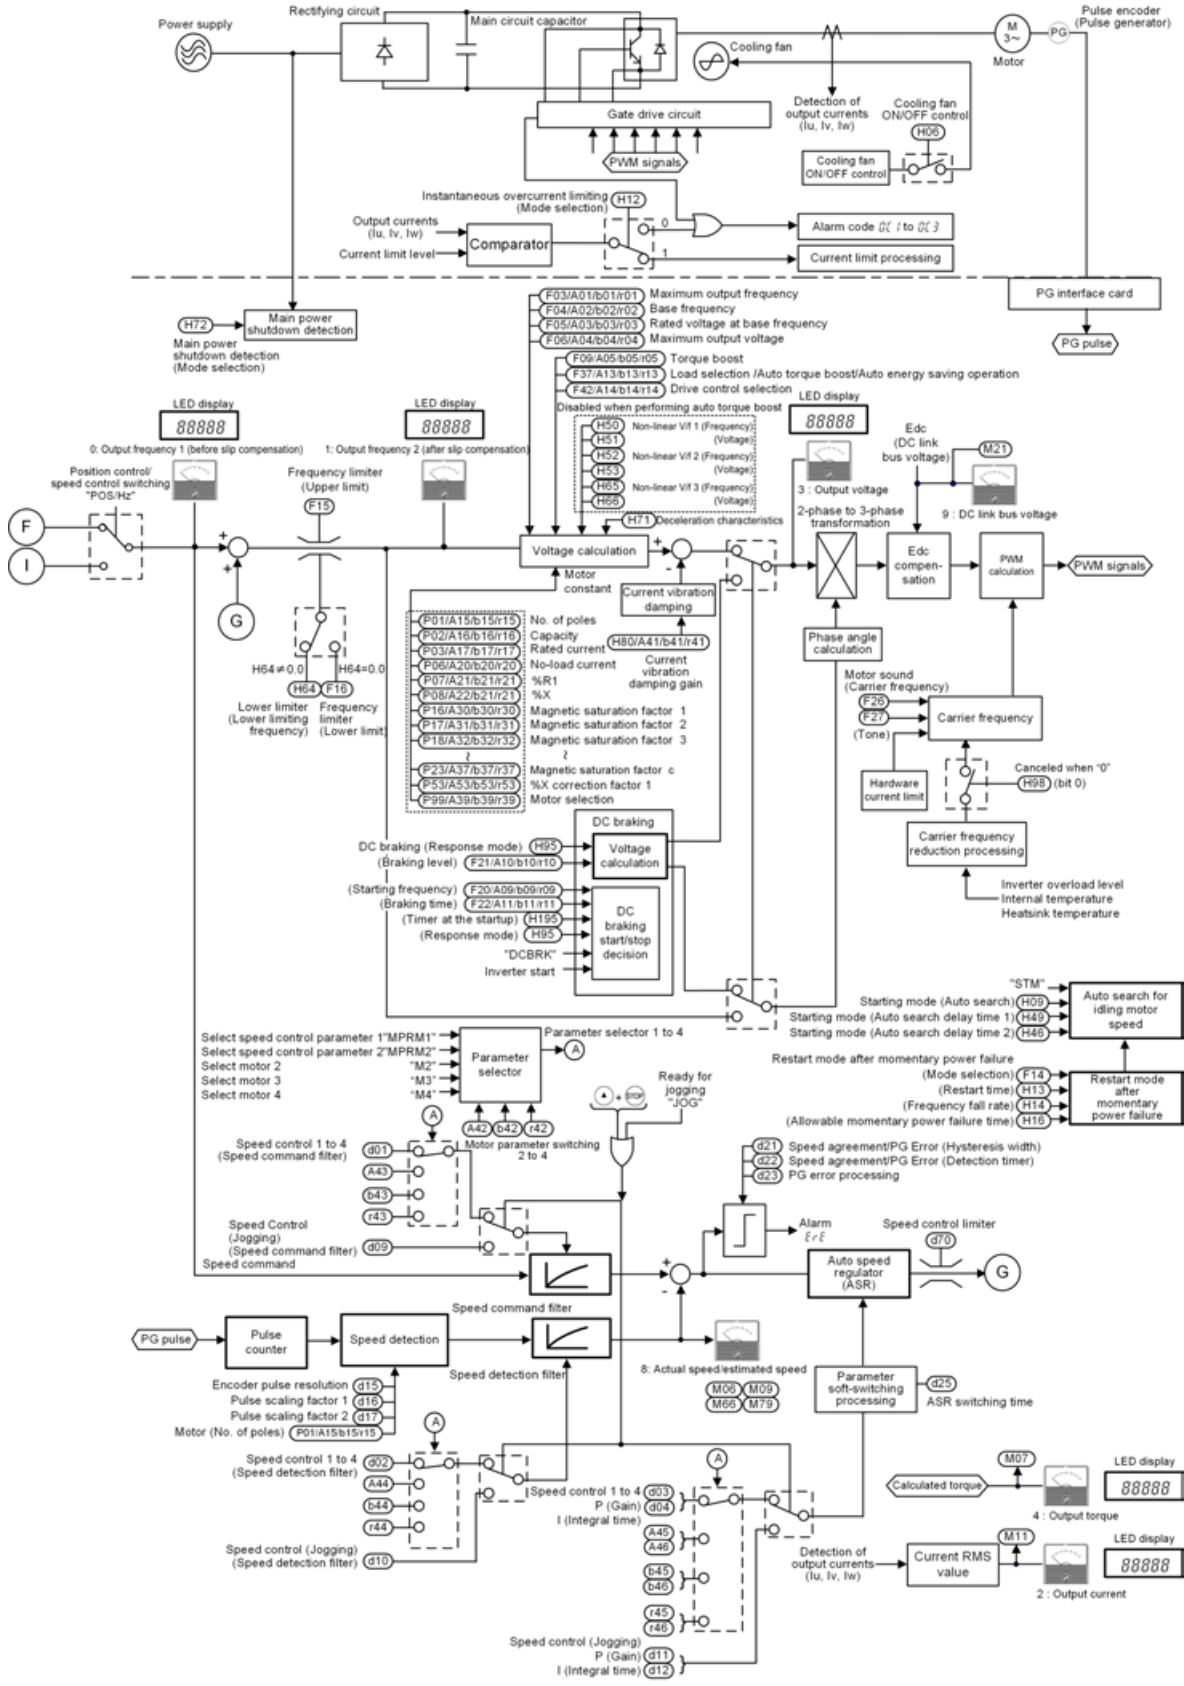 Power supply
Rectifying circuit
Main circuit capacitor
Pulse encoder
(Pulse generator)
M
3~
PG
Motor
Cooling fan
Gate drive circuit
PWM signals
Detection of
output currents
(Iu, Iv, Iw)
Cooling fan
ON/OFF control
H06
Cooling fan
ON/OFF control
Instantaneous overcurrent limiting
(Mode selection)
H12
Output currents
(Iu, Iv, Iw)
Current limit level
Comparator
0
1
Alarm code 0C1 to 0C3
Current limit processing
PG interface card
PG pulse
H72
Main power
shutdown detection
Main power
shutdown detection
(Mode selection)
F03/A01/b01/r01 Maximum output frequency
F04/A02/b02/r02 Base frequency
F05/A03/b03/r03 Rated voltage at base frequency
F06/A04/b04/r04 Maximum output voltage
F09/A05/b05/r05 Torque boost
F37/A13/b13/r13 Load selection /Auto torque boost/Auto energy saving operation
F42/A14/b14/r14 Drive control selection
Disabled when performing auto torque boost
H50 Non-linear V/f 1 (Frequency)
H51 (Voltage)
H52 Non-linear V/f 2 (Frequency)
H53 (Voltage)
H65 Non-linear V/f 3 (Frequency)
H66 (Voltage)
H71 Deceleration characteristics
LED display
88888
0: Output frequency 1 (before slip compensation)
LED display
88888
1: Output frequency 2 (after slip compensation)
LED display
88888
3 : Output voltage
Edc
(DC link
bus voltage)
M21
9 : DC link bus voltage
Position control/
speed control switching
"POS/Hz"
F
I
+
+
G
Frequency limiter
(Upper limit)
F15
H64≠0.0
H64=0.0
H64
F16
Lower limiter
(Lower limiting
frequency)
Frequency
limiter
(Lower limit)
Voltage calculation
+
-
Motor
constant
Current vibration
damping
H80/A41/b41/r41
Current
vibration
damping gain
2-phase to 3-phase
transformation
Edc
compen-
sation
PWM
calculation
PWM signals
Phase angle
calculation
Motor sound
(Carrier frequency)
F26
F27
(Tone)
Carrier frequency
Hardware
current limit
Canceled when "0"
H98 (bit 0)
Carrier frequency
reduction processing
Inverter overload level
Internal temperature
Heatsink temperature
P01/A15/b15/r15 No. of poles
P02/A16/b16/r16 Capacity
P03/A17/b17/r17 Rated current
P06/A20/b20/r20 No-load current
P07/A21/b21/r21 %R1
P08/A22/b21/r21 %X
P16/A30/b30/r30 Magnetic saturation factor 1
P17/A31/b31/r31 Magnetic saturation factor 2
P18/A32/b32/r32 Magnetic saturation factor 3
~ ~
P23/A37/b37/r37 Magnetic saturation factor c
P53/A53/b53/r53 %X correction factor 1
P99/A39/b39/r39 Motor selection
DC braking
Voltage
calculation
DC braking (Response mode) H95
(Braking level) F21/A10/b10/r10
(Starting frequency) F20/A09/b09/r09
(Braking time) F22/A11/b11/r11
(Timer at the startup) H195
(Response mode) H95
"DCBRK"
Inverter start
DC
braking
start/stop
decision
"STM"
Starting mode (Auto search) H09
Starting mode (Auto search delay time 1) H49
Starting mode (Auto search delay time 2) H46
Auto search for
idling motor
speed
Restart mode after momentary power failure
(Mode selection) F14
(Restart time) H13
(Frequency fall rate) H14
(Allowable momentary power failure time) H16
Restart mode
after
momentary
power failure
Select speed control parameter 1"MPRM1"
Select speed control parameter 2"MPRM2"
Select motor 2 "M2"
Select motor 3 "M3"
Select motor 4 "M4"
Parameter
selector
Parameter selector 1 to 4
A
A42 b42 r42
Motor parameter switching
2 to 4
+ STOP
Ready for
jogging
"JOG"
A
Speed control 1 to 4
(Speed command filter)
d01
A43
b43
r43
Speed Control
(Jogging)
(Speed command filter)
d09
Speed command
Speed command filter
+
-
d21 Speed agreement/PG Error (Hysteresis width)
d22 Speed agreement/PG Error (Detection timer)
d23 PG error processing
Alarm
ErE
Auto speed
regulator
(ASR)
Speed control limiter
d70
G
PG pulse
Pulse
counter
Speed detection
Speed detection filter
Encoder pulse resolution d15
Pulse scaling factor 1 d16
Pulse scaling factor 2 d17
Motor (No. of poles) P01/A15/b15/r15
8: Actual speed/estimated speed
M06 M09
M66 M79
Parameter
soft-switching
processing
d25
ASR switching time
A
Speed control 1 to 4
(Speed detection filter)
d02
A44
b44
r44
Speed control (Jogging)
(Speed detection filter)
d10
A
Speed control 1 to 4
P (Gain)
I (Integral time)
d03
d04
A45
A46
b45
b46
r45
r46
Speed control (Jogging)
P (Gain) d11
I (Integral time) d12
Calculated torque
M07
4 : Output torque
LED display
88888
Detection of
output currents
(Iu, Iv, Iw)
Current RMS
value
M11
2 : Output current
LED display
88888